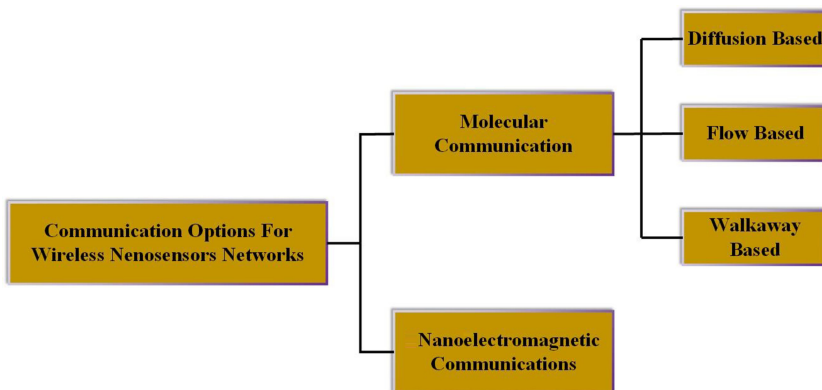 Communication Options For
Wireless Nenosensors Networks
Molecular
Communication
Nanoelectromagnetic
Communications
Diffusion Based
Flow Based
Walkaway
Based